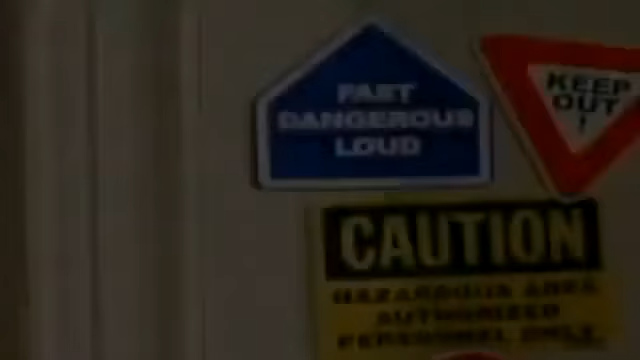 FAST
DANGEROUS
LOUD
KEEP
OUT
!
CAUTION
HAZARDOUS AREA
AUTHORIZED
PERSONNEL ONLY